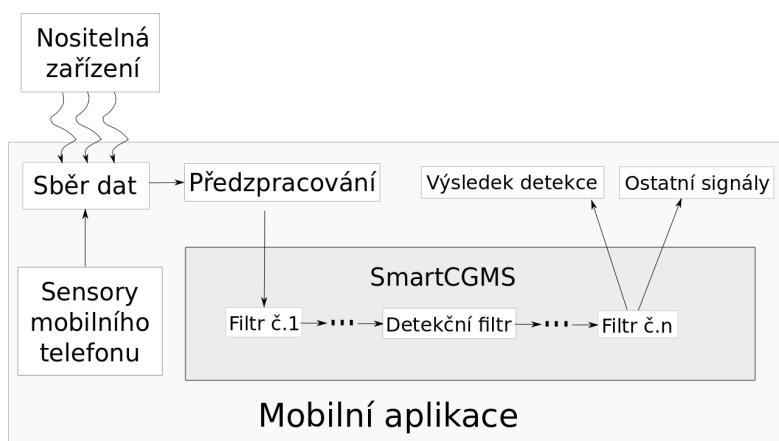 Nositelná
zařízení
Sběr dat
Předzpracování
Výsledek detekce
Ostatní signály
Sensory
mobilního
telefonu
SmartCGMS
Filtr č.1
Detekční filtr
Filtr č.n
Mobilní aplikace